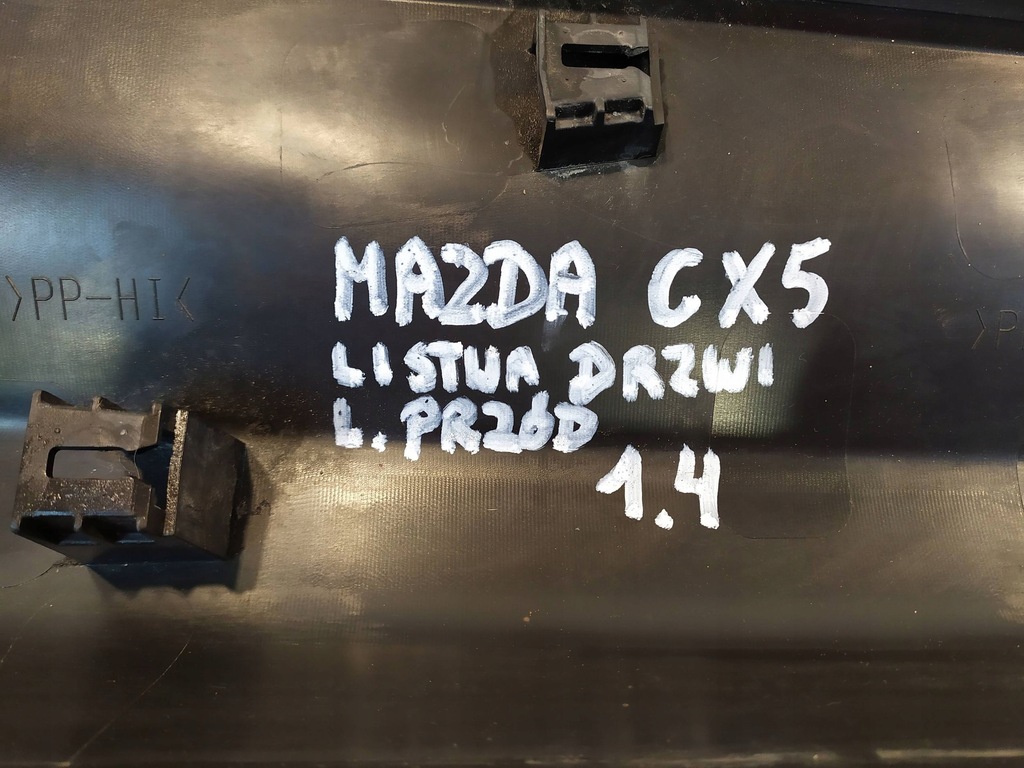 MAZDA CX5
>PP-HI<
LISTWA DRZWI
L. PRZÓD
1.4
>P